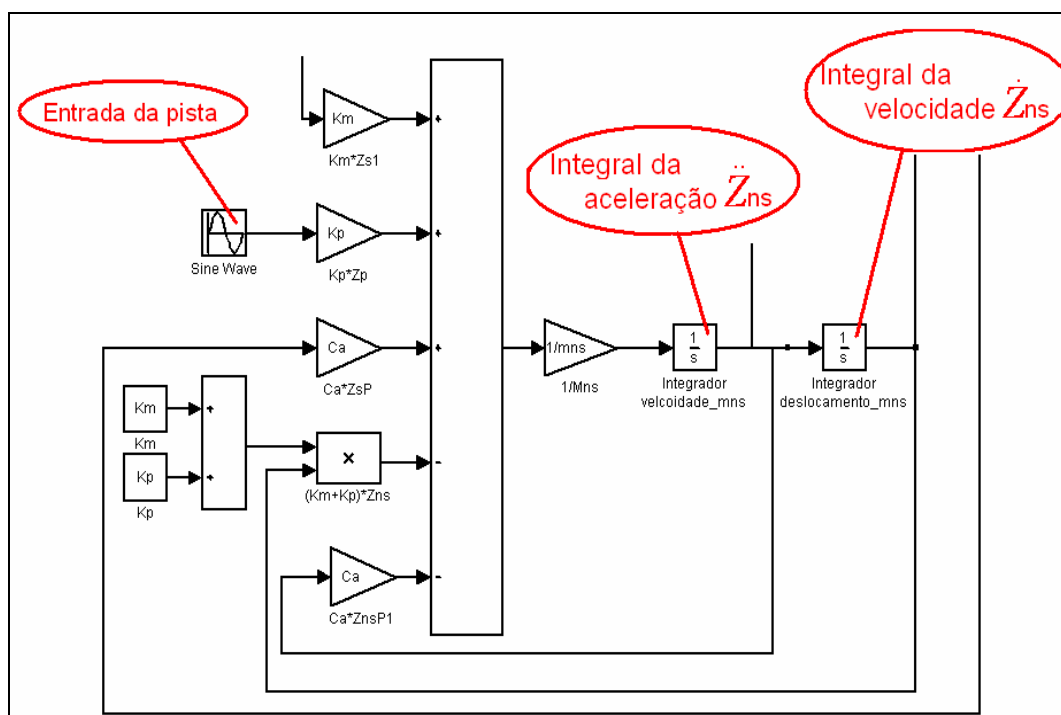 Entrada da pista
Integral da
aceleração Z̈ns
Integral da
velocidade Żns
Km
Km*Zs1
+
Sine Wave
Kp
Kp*Zp
+
Ca
Ca*ZsP
+
Km
Km
+
Kp
Kp
+
×
(Km+Kp)*Zns
-
Ca
Ca*ZnsP1
-
1/mns
1/Mns
1
s
Integrador
velcoidade_mns
1
s
Integrador
deslocamento_mns